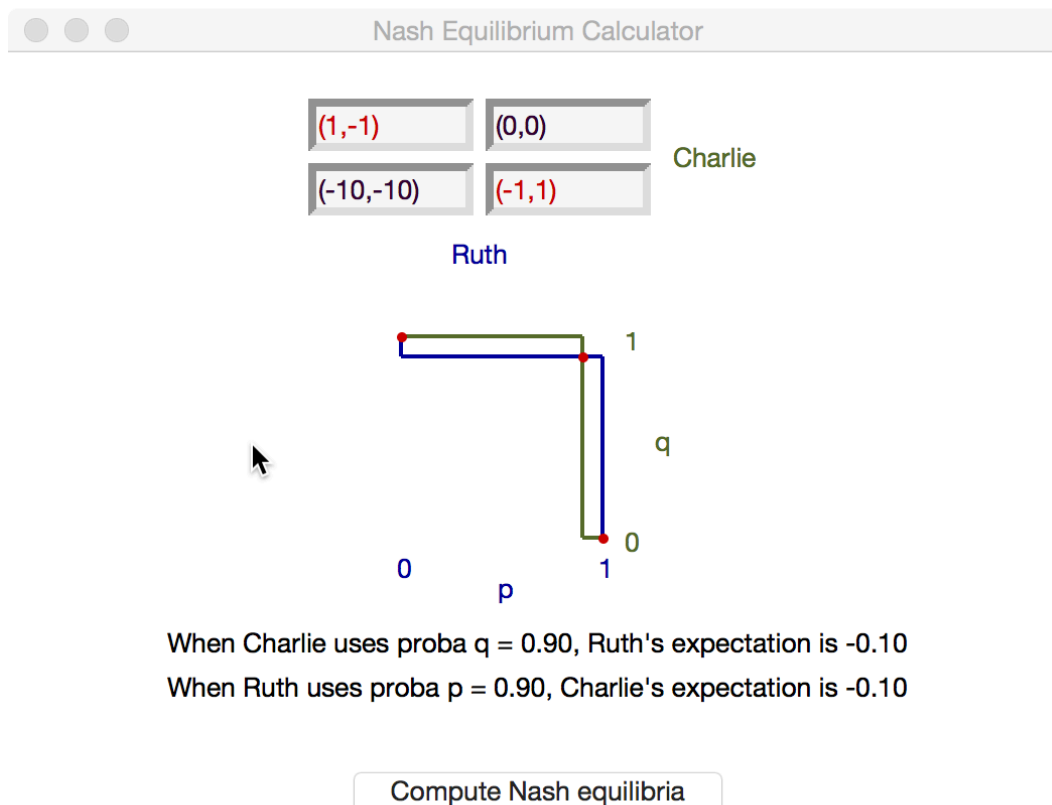 Nash Equilibrium Calculator
(1,-1) (0,0)
Charlie
(-10,-10) (-1,1)
Ruth
1
q
0
0 1
p
When Charlie uses proba q = 0.90, Ruth's expectation is -0.10
When Ruth uses proba p = 0.90, Charlie's expectation is -0.10
Compute Nash equilibria